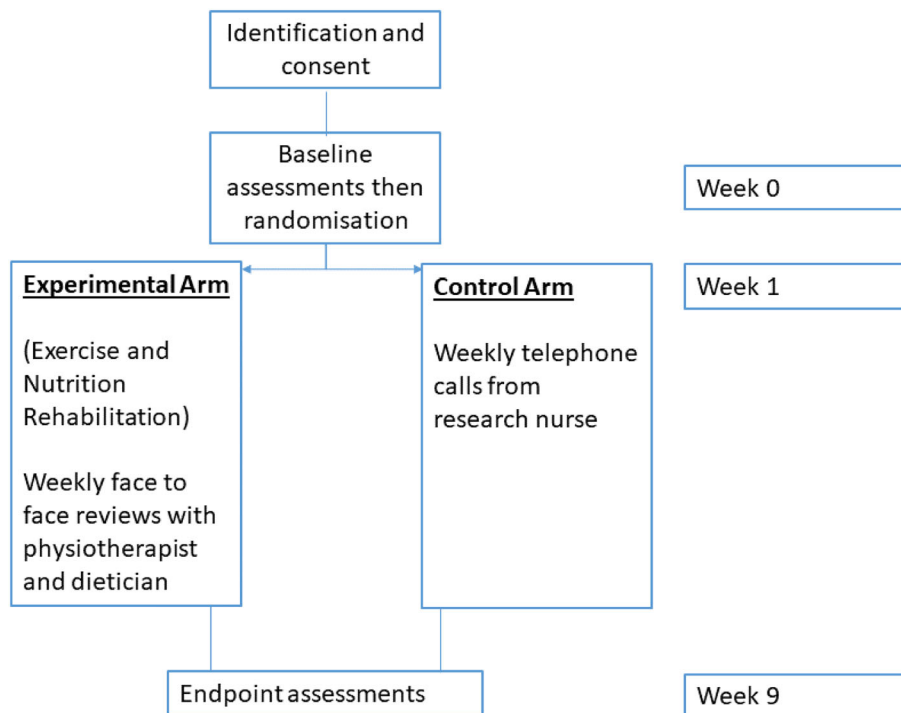 Identification and
consent
Baseline
assessments then
randomisation
Week 0
Experimental Arm
(Exercise and
Nutrition
Rehabilitation)
Weekly face to
face reviews with
physiotherapist
and dietician
Control Arm
Weekly telephone
calls from
research nurse
Week 1
Endpoint assessments
Week 9